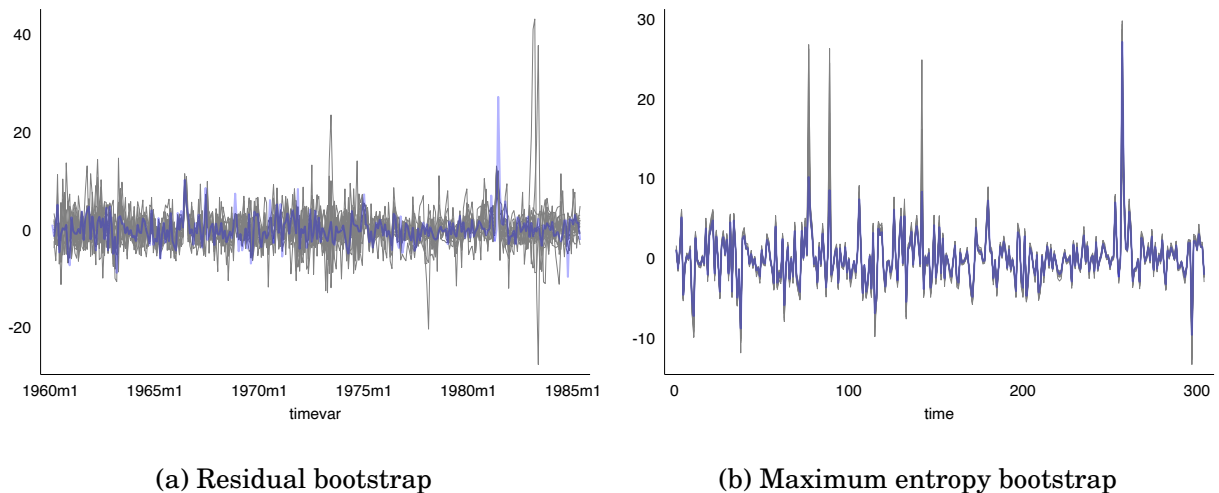 40
20
0
-20
1960m1 1965m1 1970m1 1975m1 1980m1 1985m1
timevar
(a) Residual bootstrap
30
20
10
0
-10
0 100 200 300
time
(b) Maximum entropy bootstrap